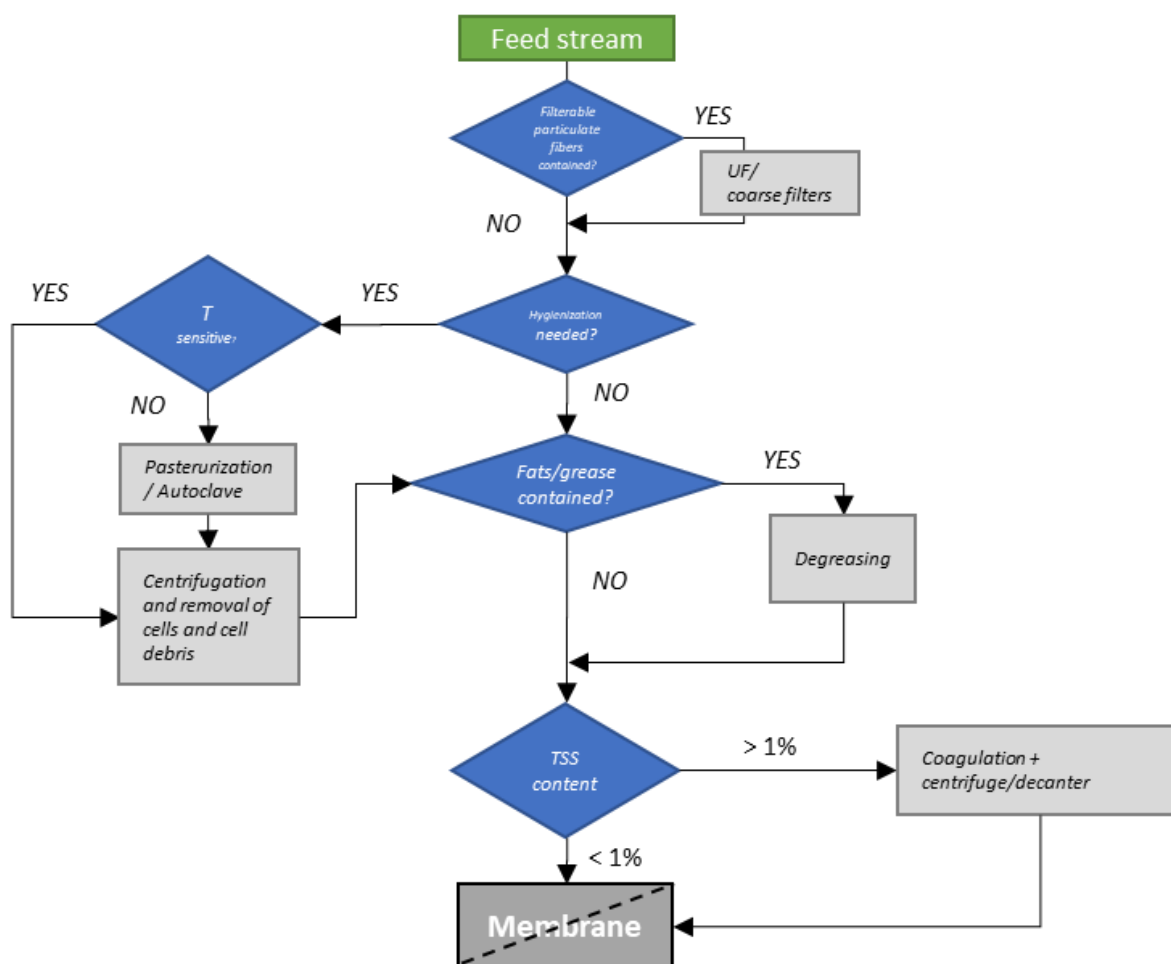 Feed stream
Filterable
particulate
fibers
contained?
YES
UF/
coarse filters
NO
YES
T
sensitive?
YES
Hygienization
needed?
NO
NO
Pasterurization
/ Autoclave
Fats/grease
contained?
YES
Centrifugation
and removal of
cells and cell
debris
Degreasing
NO
TSS
content
> 1%
Coagulation +
centrifuge/decanter
< 1%
Membrane